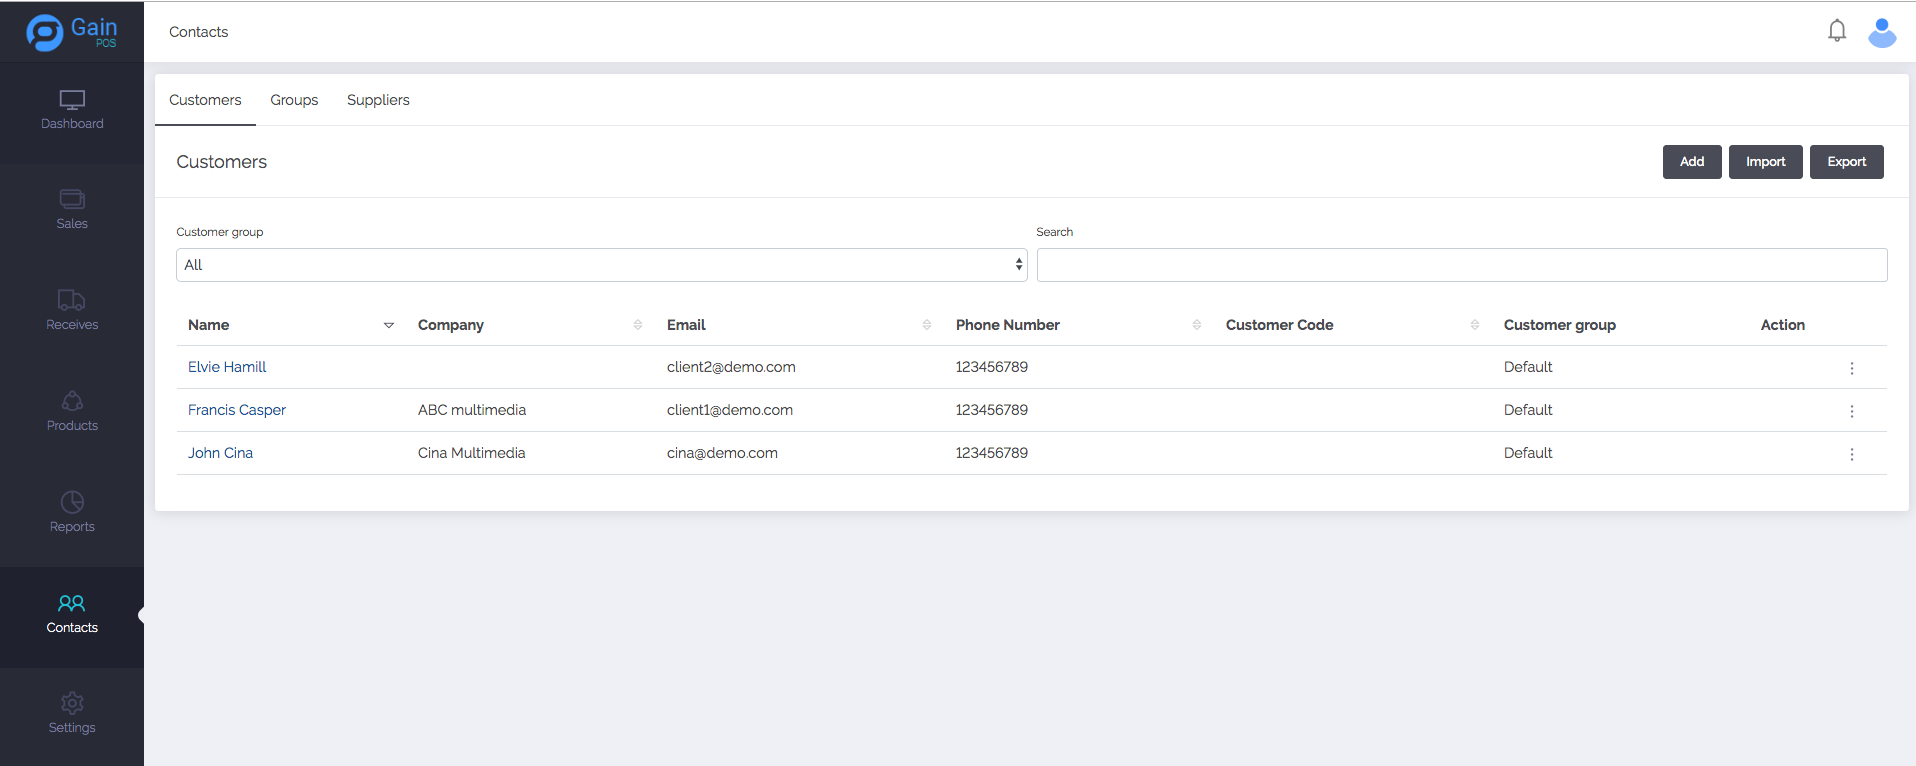 Gain
POS
Contacts
Dashboard
Sales
Receives
Products
Reports
Contacts
Settings
Customers Groups Suppliers
Customers
Add Import Export
Customer group Search
All
Name Company Email Phone Number Customer Code Customer group Action
Elvie Hamill client2@demo.com 123456789 Default
Francis Casper ABC multimedia client1@demo.com 123456789 Default
John Cina Cina Multimedia cina@demo.com 123456789 Default